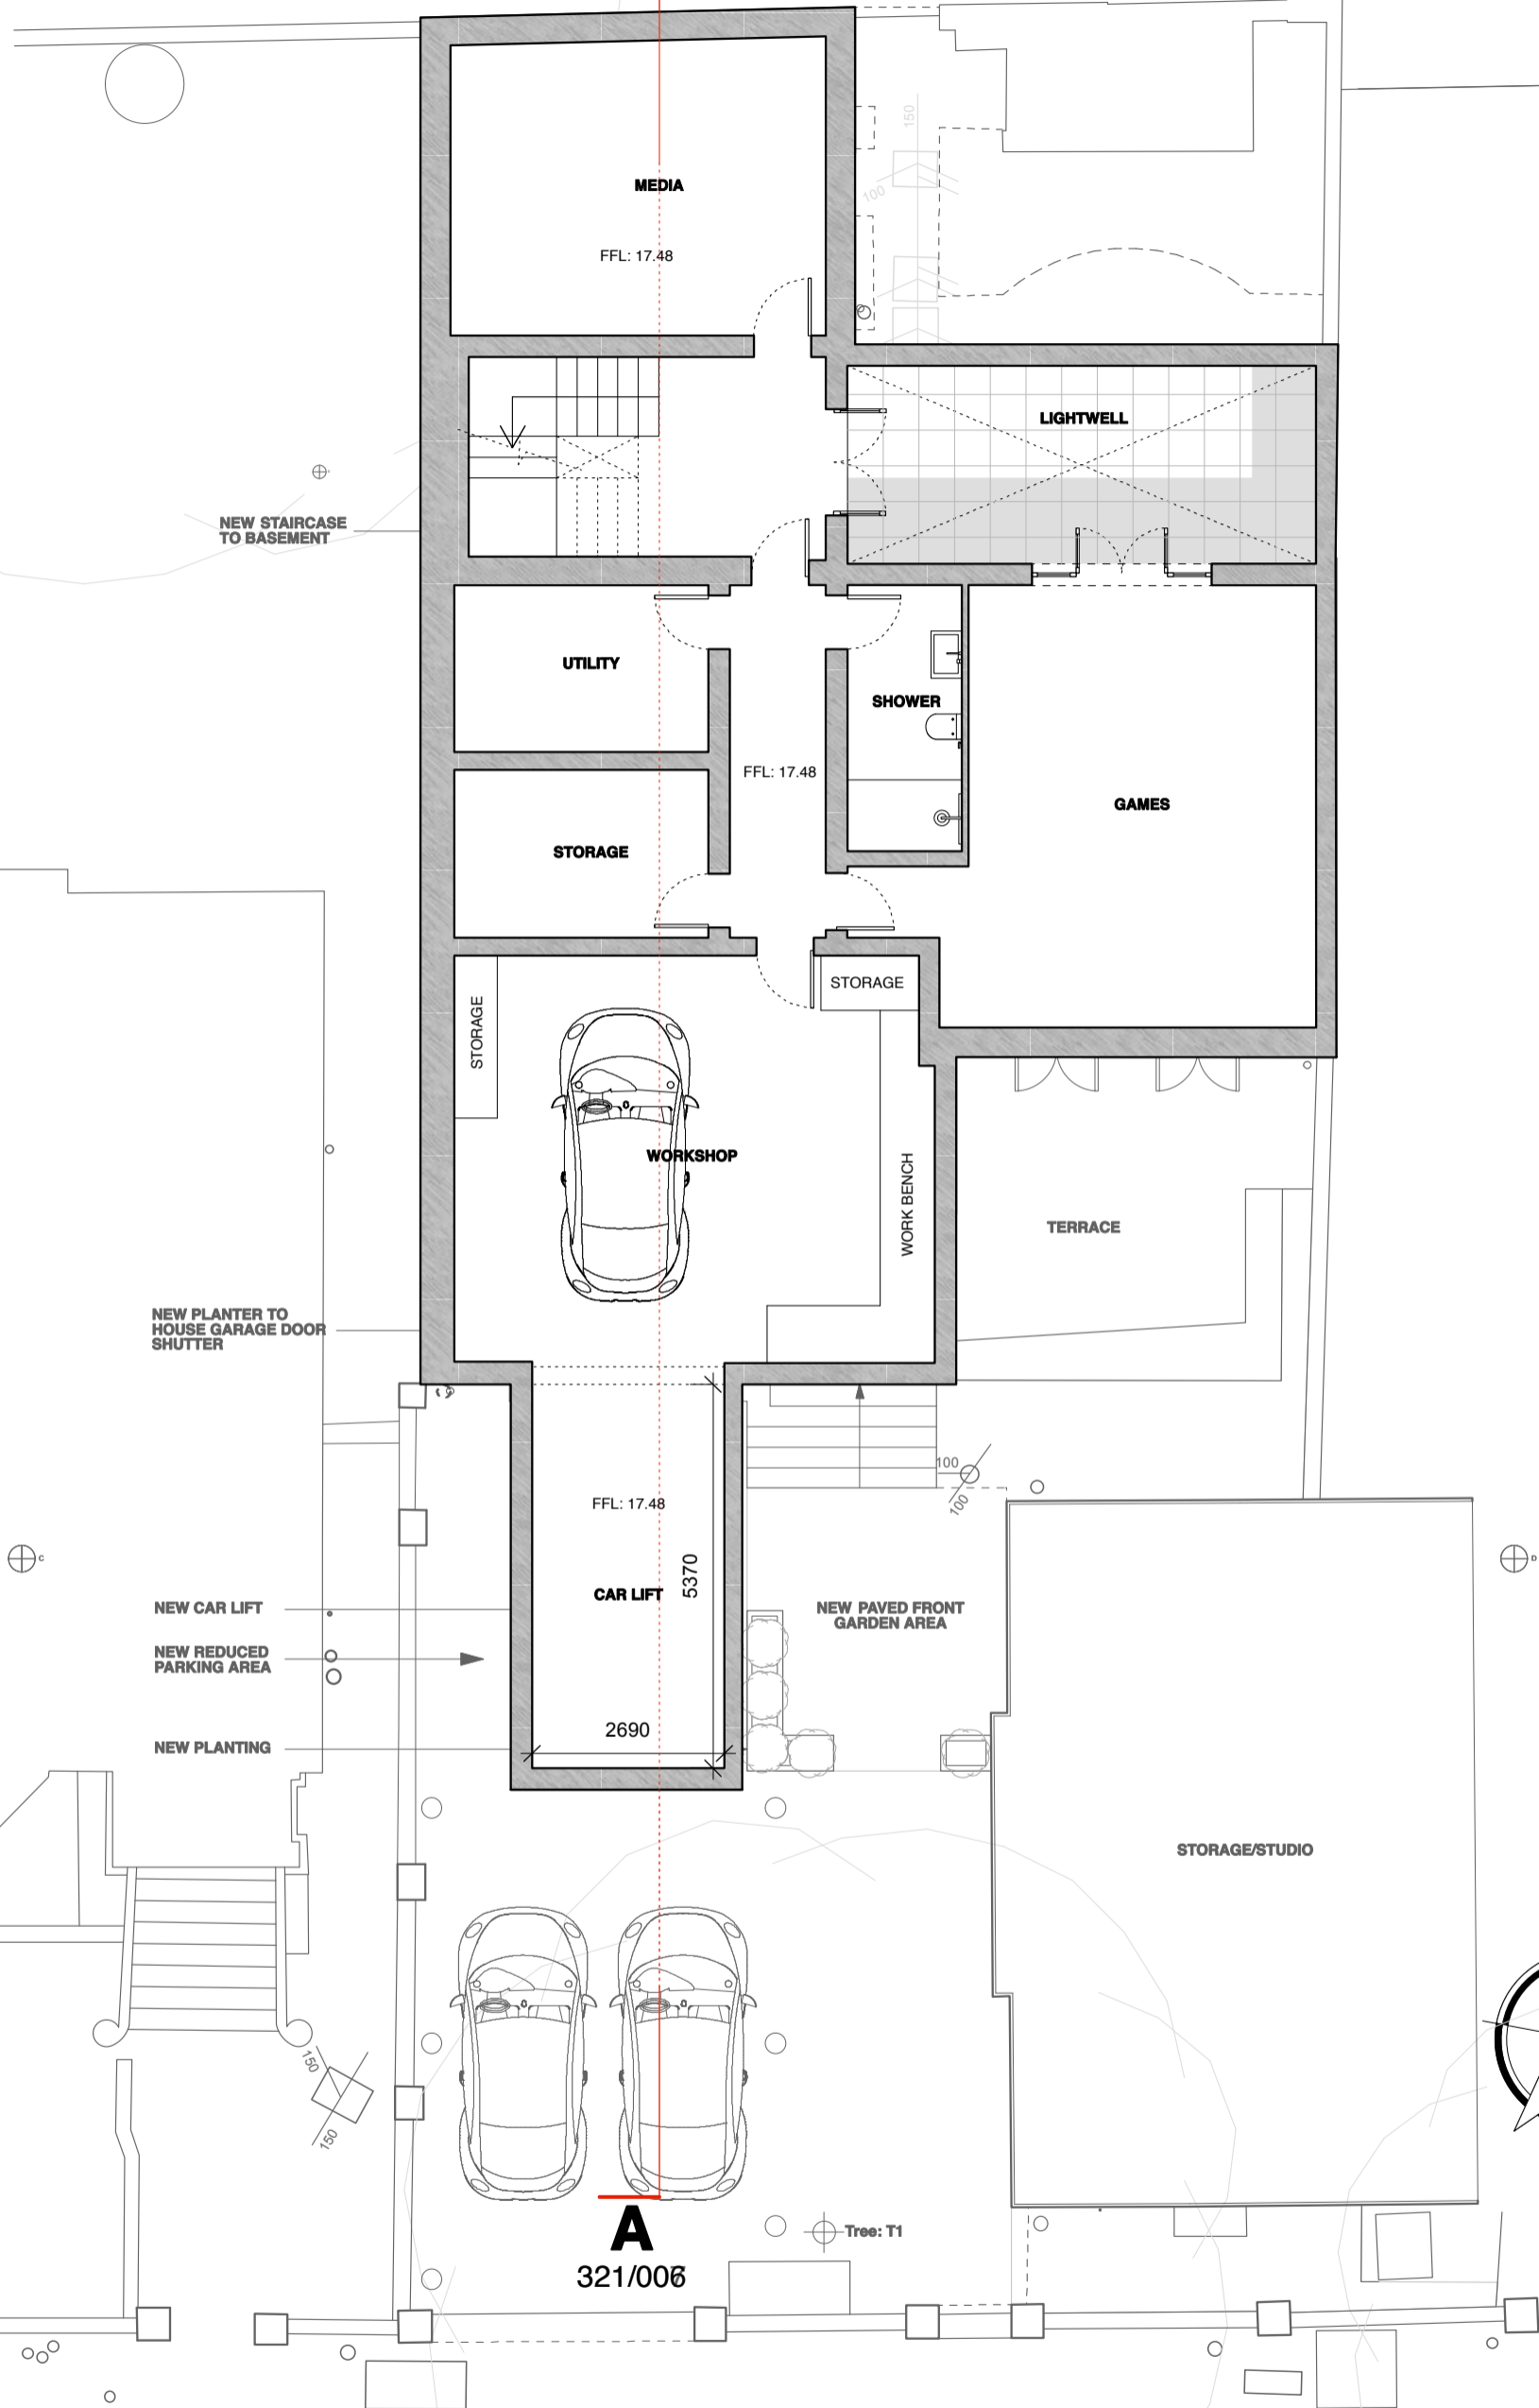 150
100
MEDIA
FFL: 17.48
LIGHTWELL
NEW STAIRCASE
TO BASEMENT
UTILITY
SHOWER
FFL: 17.48
GAMES
STORAGE
STORAGE
STORAGE
WORKSHOP
WORK BENCH
TERRACE
NEW PLANTER TO
HOUSE GARAGE DOOR
SHUTTER
100
100
FFL: 17.48
C
D
5370
CAR LIFT
NEW CAR LIFT
NEW PAVED FRONT
GARDEN AREA
NEW REDUCED
PARKING AREA
2690
NEW PLANTING
STORAGE/STUDIO
150
150
A
Tree: T1
321/006